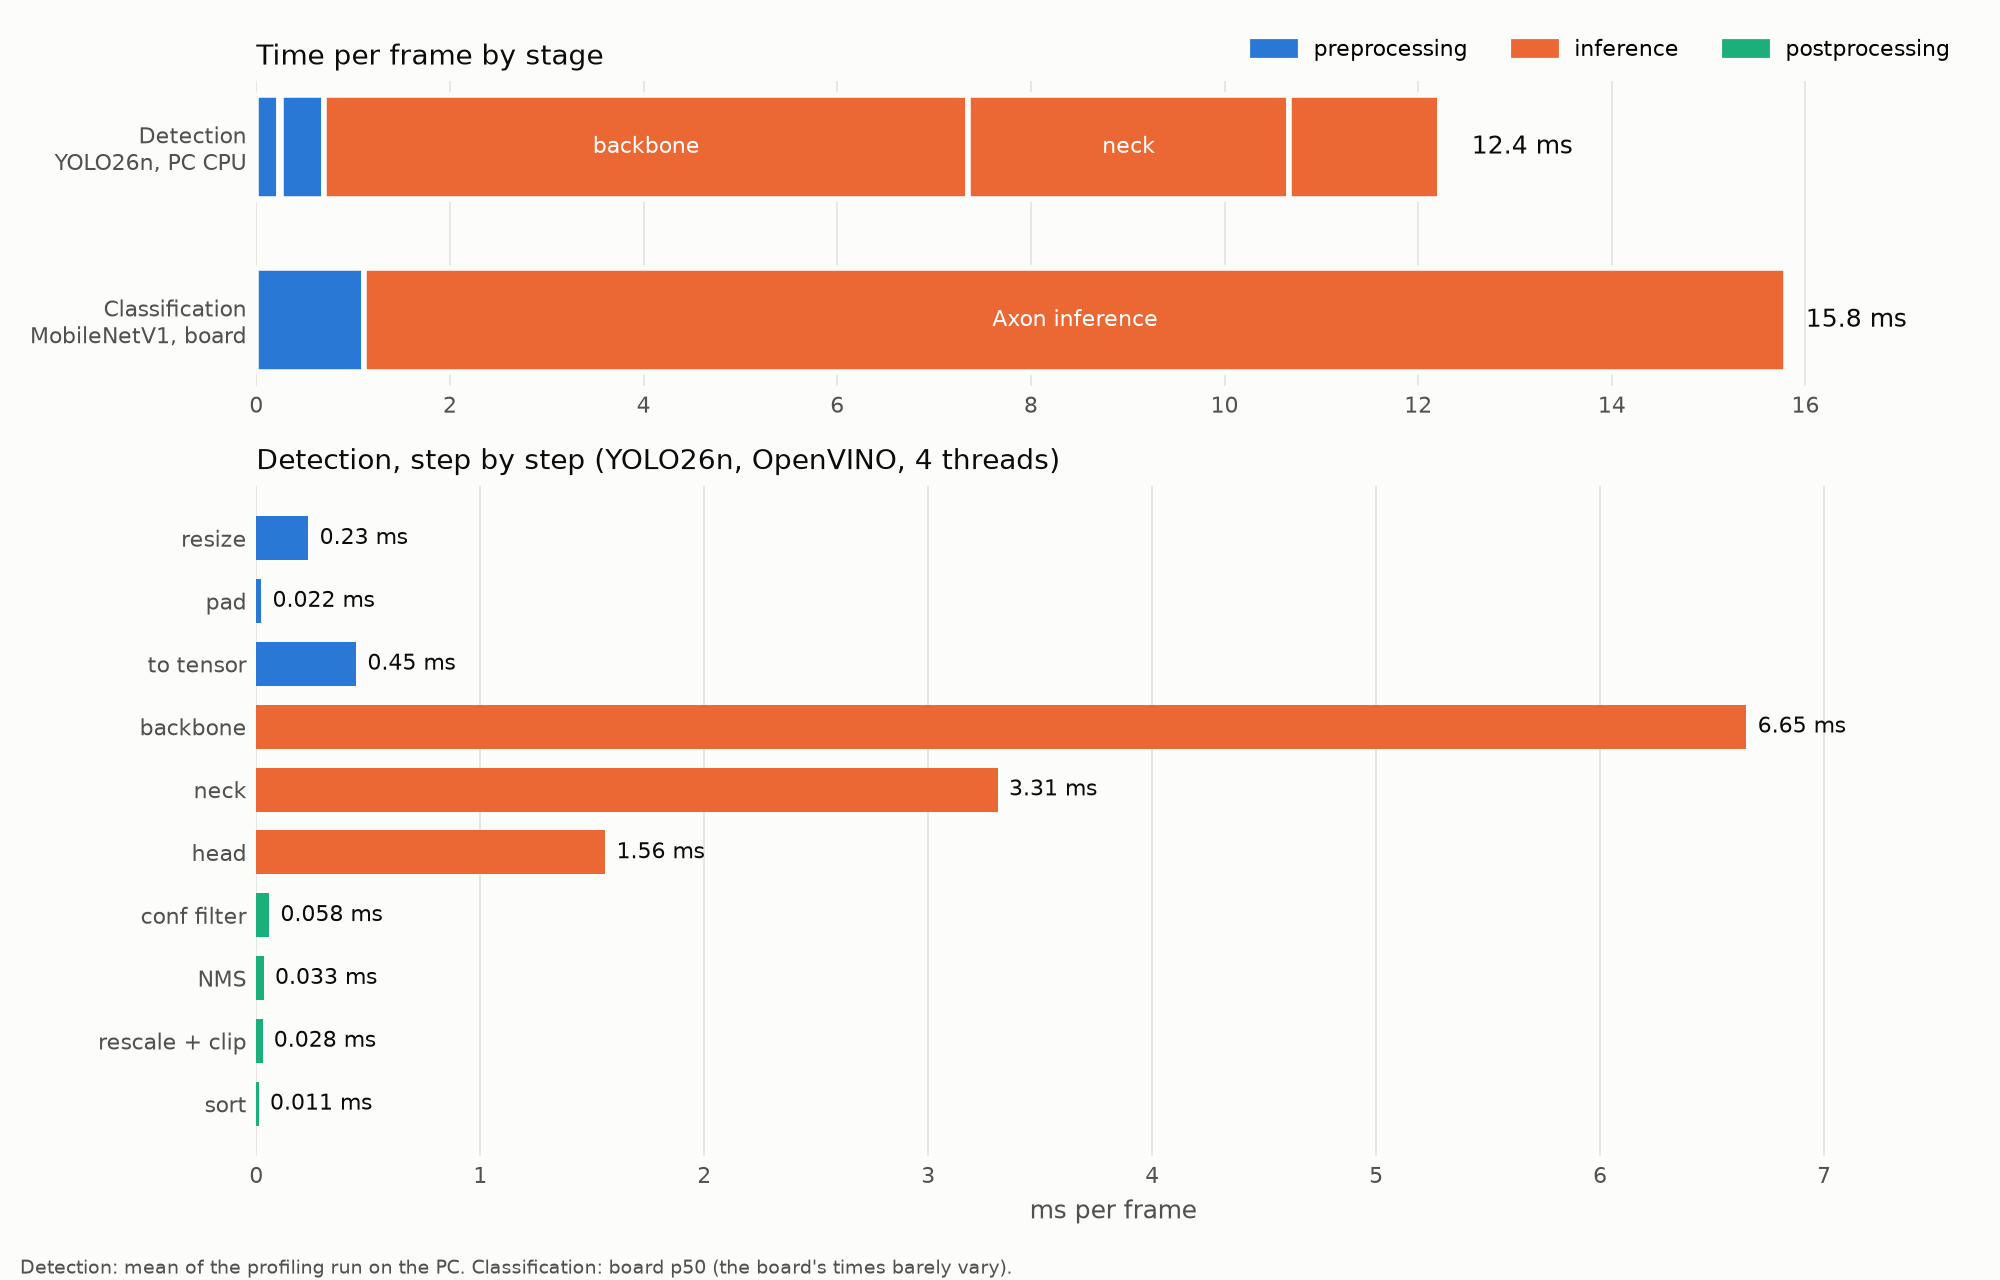 Time per frame by stage
preprocessing
inference
postprocessing
Detection
YOLO26n, PC CPU
backbone
neck
12.4 ms
Classification
MobileNetV1, board
Axon inference
15.8 ms
0 2 4 6 8 10 12 14 16
Detection, step by step (YOLO26n, OpenVINO, 4 threads)
resize 0.23 ms
pad 0.022 ms
to tensor 0.45 ms
backbone 6.65 ms
neck 3.31 ms
head 1.56 ms
conf filter 0.058 ms
NMS 0.033 ms
rescale + clip 0.028 ms
sort 0.011 ms
0 1 2 3 4 5 6 7
ms per frame
Detection: mean of the profiling run on the PC. Classification: board p50 (the board's times barely vary).